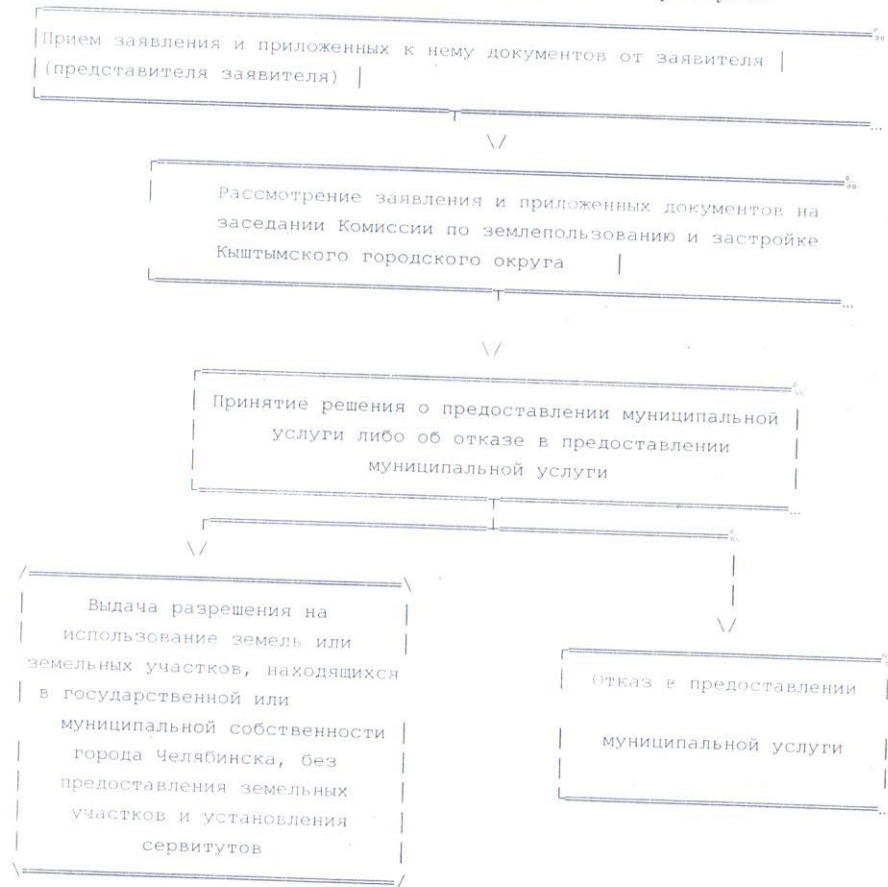 Прием заявления и приложенных к нему документов от заявителя
(представителя заявителя)
Рассмотрение заявления и приложенных документов на
заседании Комиссии по землепользованию и застройке
Кыштымского городского округа
Принятие решения о предоставлении муниципальной
услуги либо об отказе в предоставлении
муниципальной услуги
Выдача разрешения на
использование земель или
земельных участков, находящихся
в государственной или
муниципальной собственности
города Челябинска, без
предоставления земельных
участков и установления
сервитутов
Отказ в предоставлении
муниципальной услуги